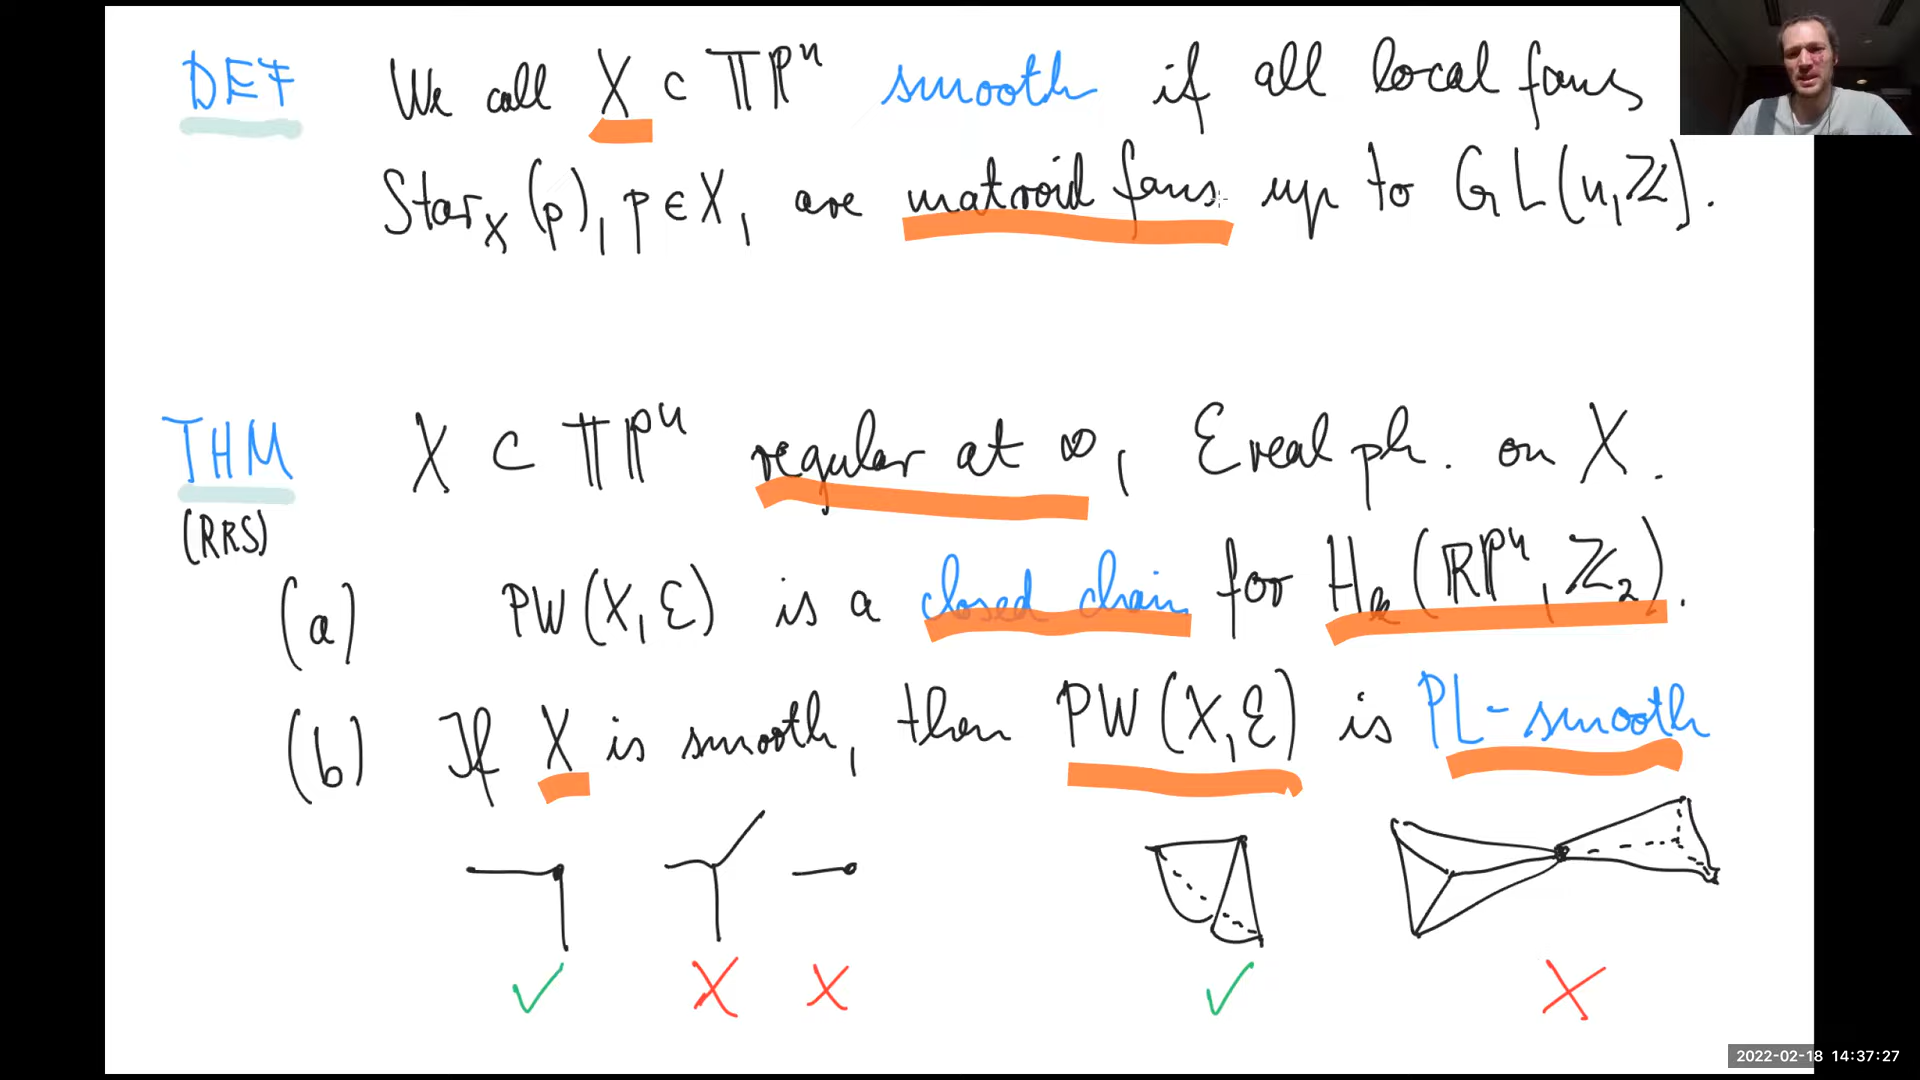 DEF We call X ⊂ 𝕋ℙⁿ smooth if all local fans
Star_X (p), p ∈ X, are matroid fans up to GL(n,ℤ).
THM X ⊂ 𝕋ℙⁿ regular at ∞, ℰ real ph. on X.
(RRS)
(a) PW(X,ℰ) is a closed chain for H_k(ℝℙⁿ, ℤ₂).
(b) If X is smooth, then PW(X,ℰ) is PL-smooth
2022-02-18 14:37:27